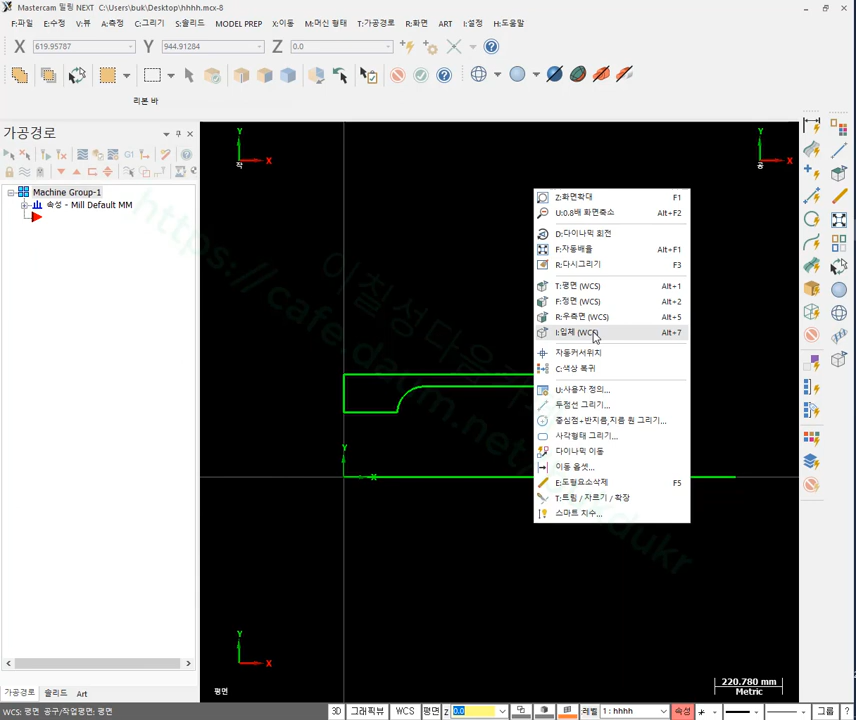 Mastercam 밀링 NEXT C:\Users\buk\Desktop\hhhh.mcx-8
F:파일 E:수정 V:뷰 A:측정 C:그리기 S:솔리드 MODEL PREP X:이동 M:머신 형태 T:가공경로 R:화면 ART I:설정 H:도움말
X 619.95787 Y 944.91284 Z 0.0
리본 바
가공경로
G1
Machine Group-1
속성 - Mill Default MM
Y
X
Y
X
Z:화면확대 F1
U:0.8배 화면축소 Alt+F2
D:다이나믹 회전
F:자동배율 Alt+F1
R:다시그리기 F3
T:평면 (WCS) Alt+1
F:정면 (WCS) Alt+2
R:우측면 (WCS) Alt+5
I:입체 (WCS) Alt+7
자동커서위치
C:색상 복귀
U:사용자 정의...
두점선 그리기...
중심점+반지름,지름 원 그리기...
사각형태 그리기...
다이나믹 이동
이동 옵셋...
E:도형요소삭제 F5
T:트림 / 자르기 / 확장
스마트 치수...
Y
X
Y
X
평면
220.780 mm
Metric
가공경로 솔리드 Art
WCS: 평면 공구/작업평면: 평면
3D 그래픽뷰 WCS 평면 Z 0.0 레벨 1 : hhhh 속성 그룹 ?
https://cafe.daum.net/
이칠성다음카페